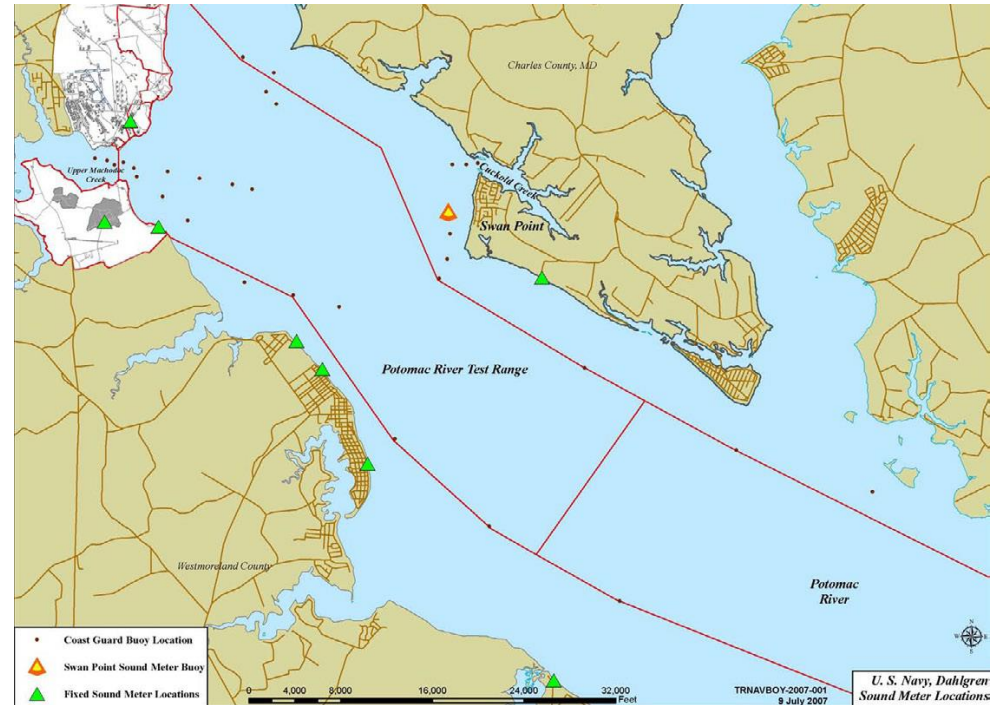 Charles County, MD
Upper Machodoc
Creek
Cuckold Creek
Swan Point
Potomac River Test Range
Westmoreland County
Potomac
River
N
W E
S
Coast Guard Buoy Location
Swan Point Sound Meter Buoy
Fixed Sound Meter Locations
0 4,000 8,000 16,000 24,000 32,000
Feet
TRNAVBOY-2007-001
9 July 2007
U. S. Navy, Dahlgren
Sound Meter Locations